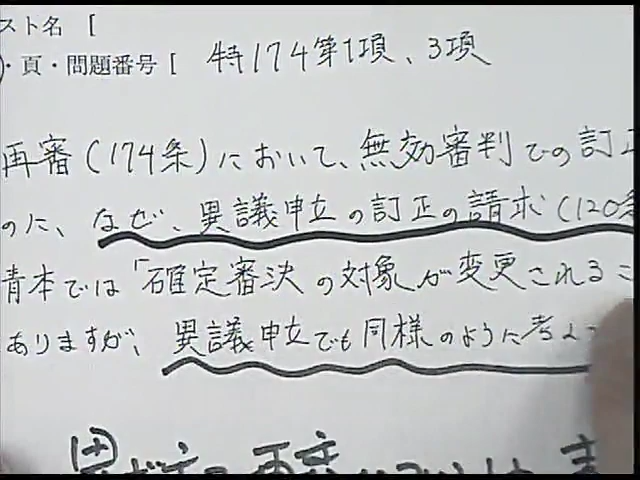 スト名 [
・頁・問題番号 [ 特174第1項、3項
再審(174条)において、無効審判での訂正
のに、なぜ、異議申立の訂正の請求(120条
青本では「確定審決の対象が変更されるこ
ありますが、異議申立でも同様のように考え